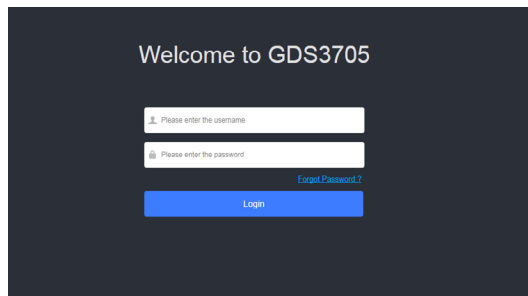 Welcome to GDS3705
Please enter the username
Please enter the password
Forgot Password ?
Login